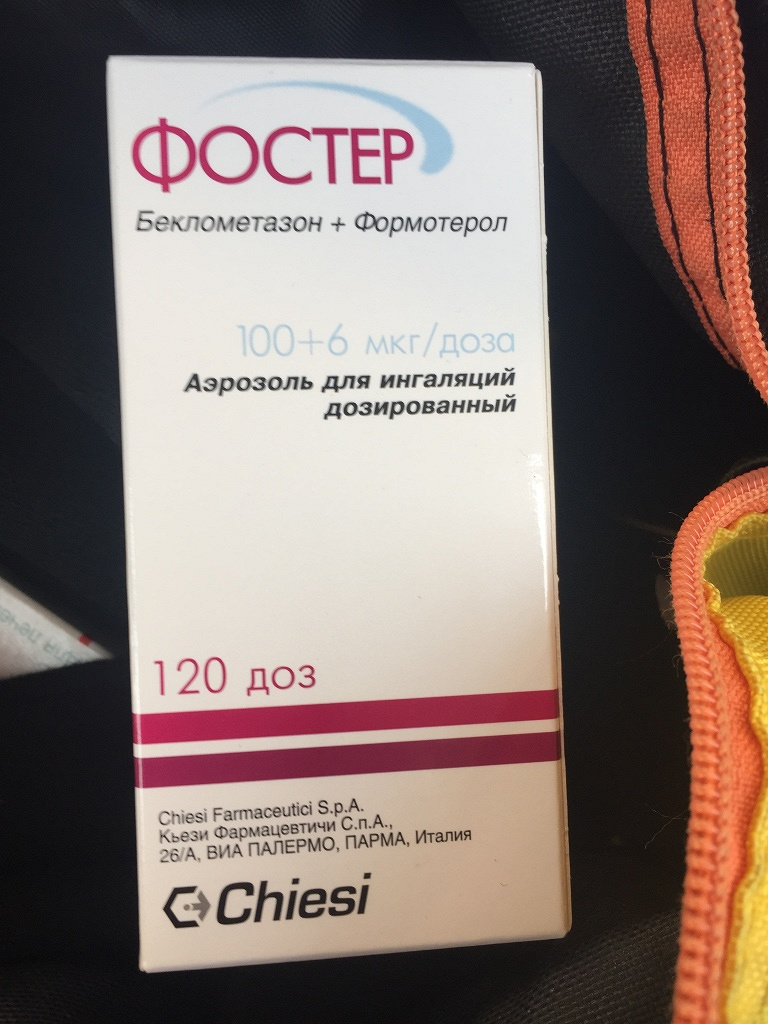 ФОСТЕР
Беклометазон + Формотерол
100+6 мкг/доза
Аэрозоль для ингаляций
дозированный
120 доз
Chiesi Farmaceutici S.p.A.
Кьези Фармацевтичи С.п.А.,
26/А, ВИА ПАЛЕРМО, ПАРМА, Италия
Chiesi